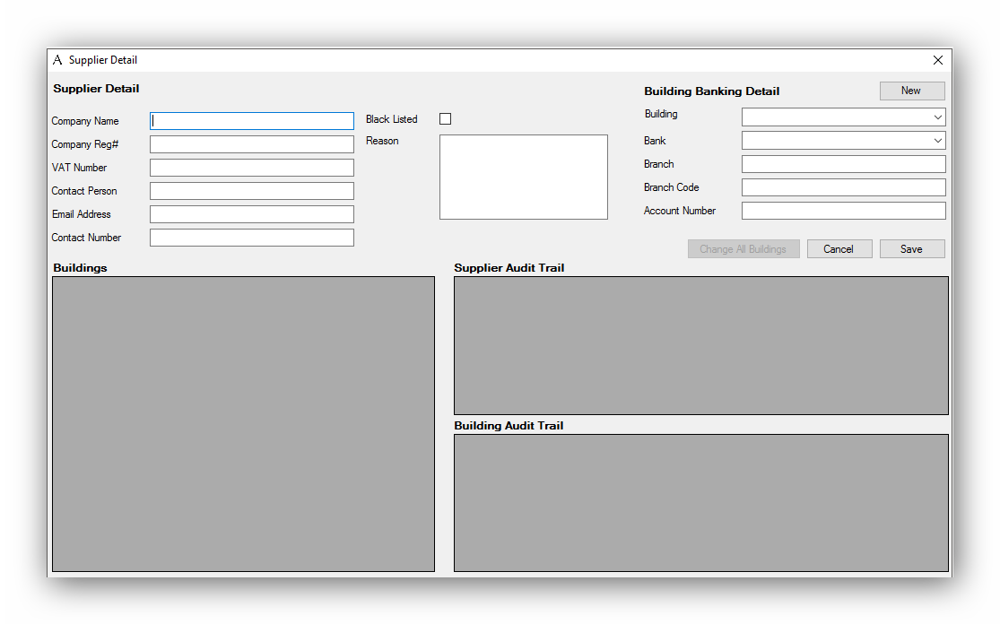 Supplier Detail
Supplier Detail
Company Name
Company Reg#
VAT Number
Contact Person
Email Address
Contact Number
Black Listed
Reason
Building Banking Detail
New
Building
Bank
Branch
Branch Code
Account Number
Change All Buildings
Cancel
Save
Buildings
Supplier Audit Trail
Building Audit Trail